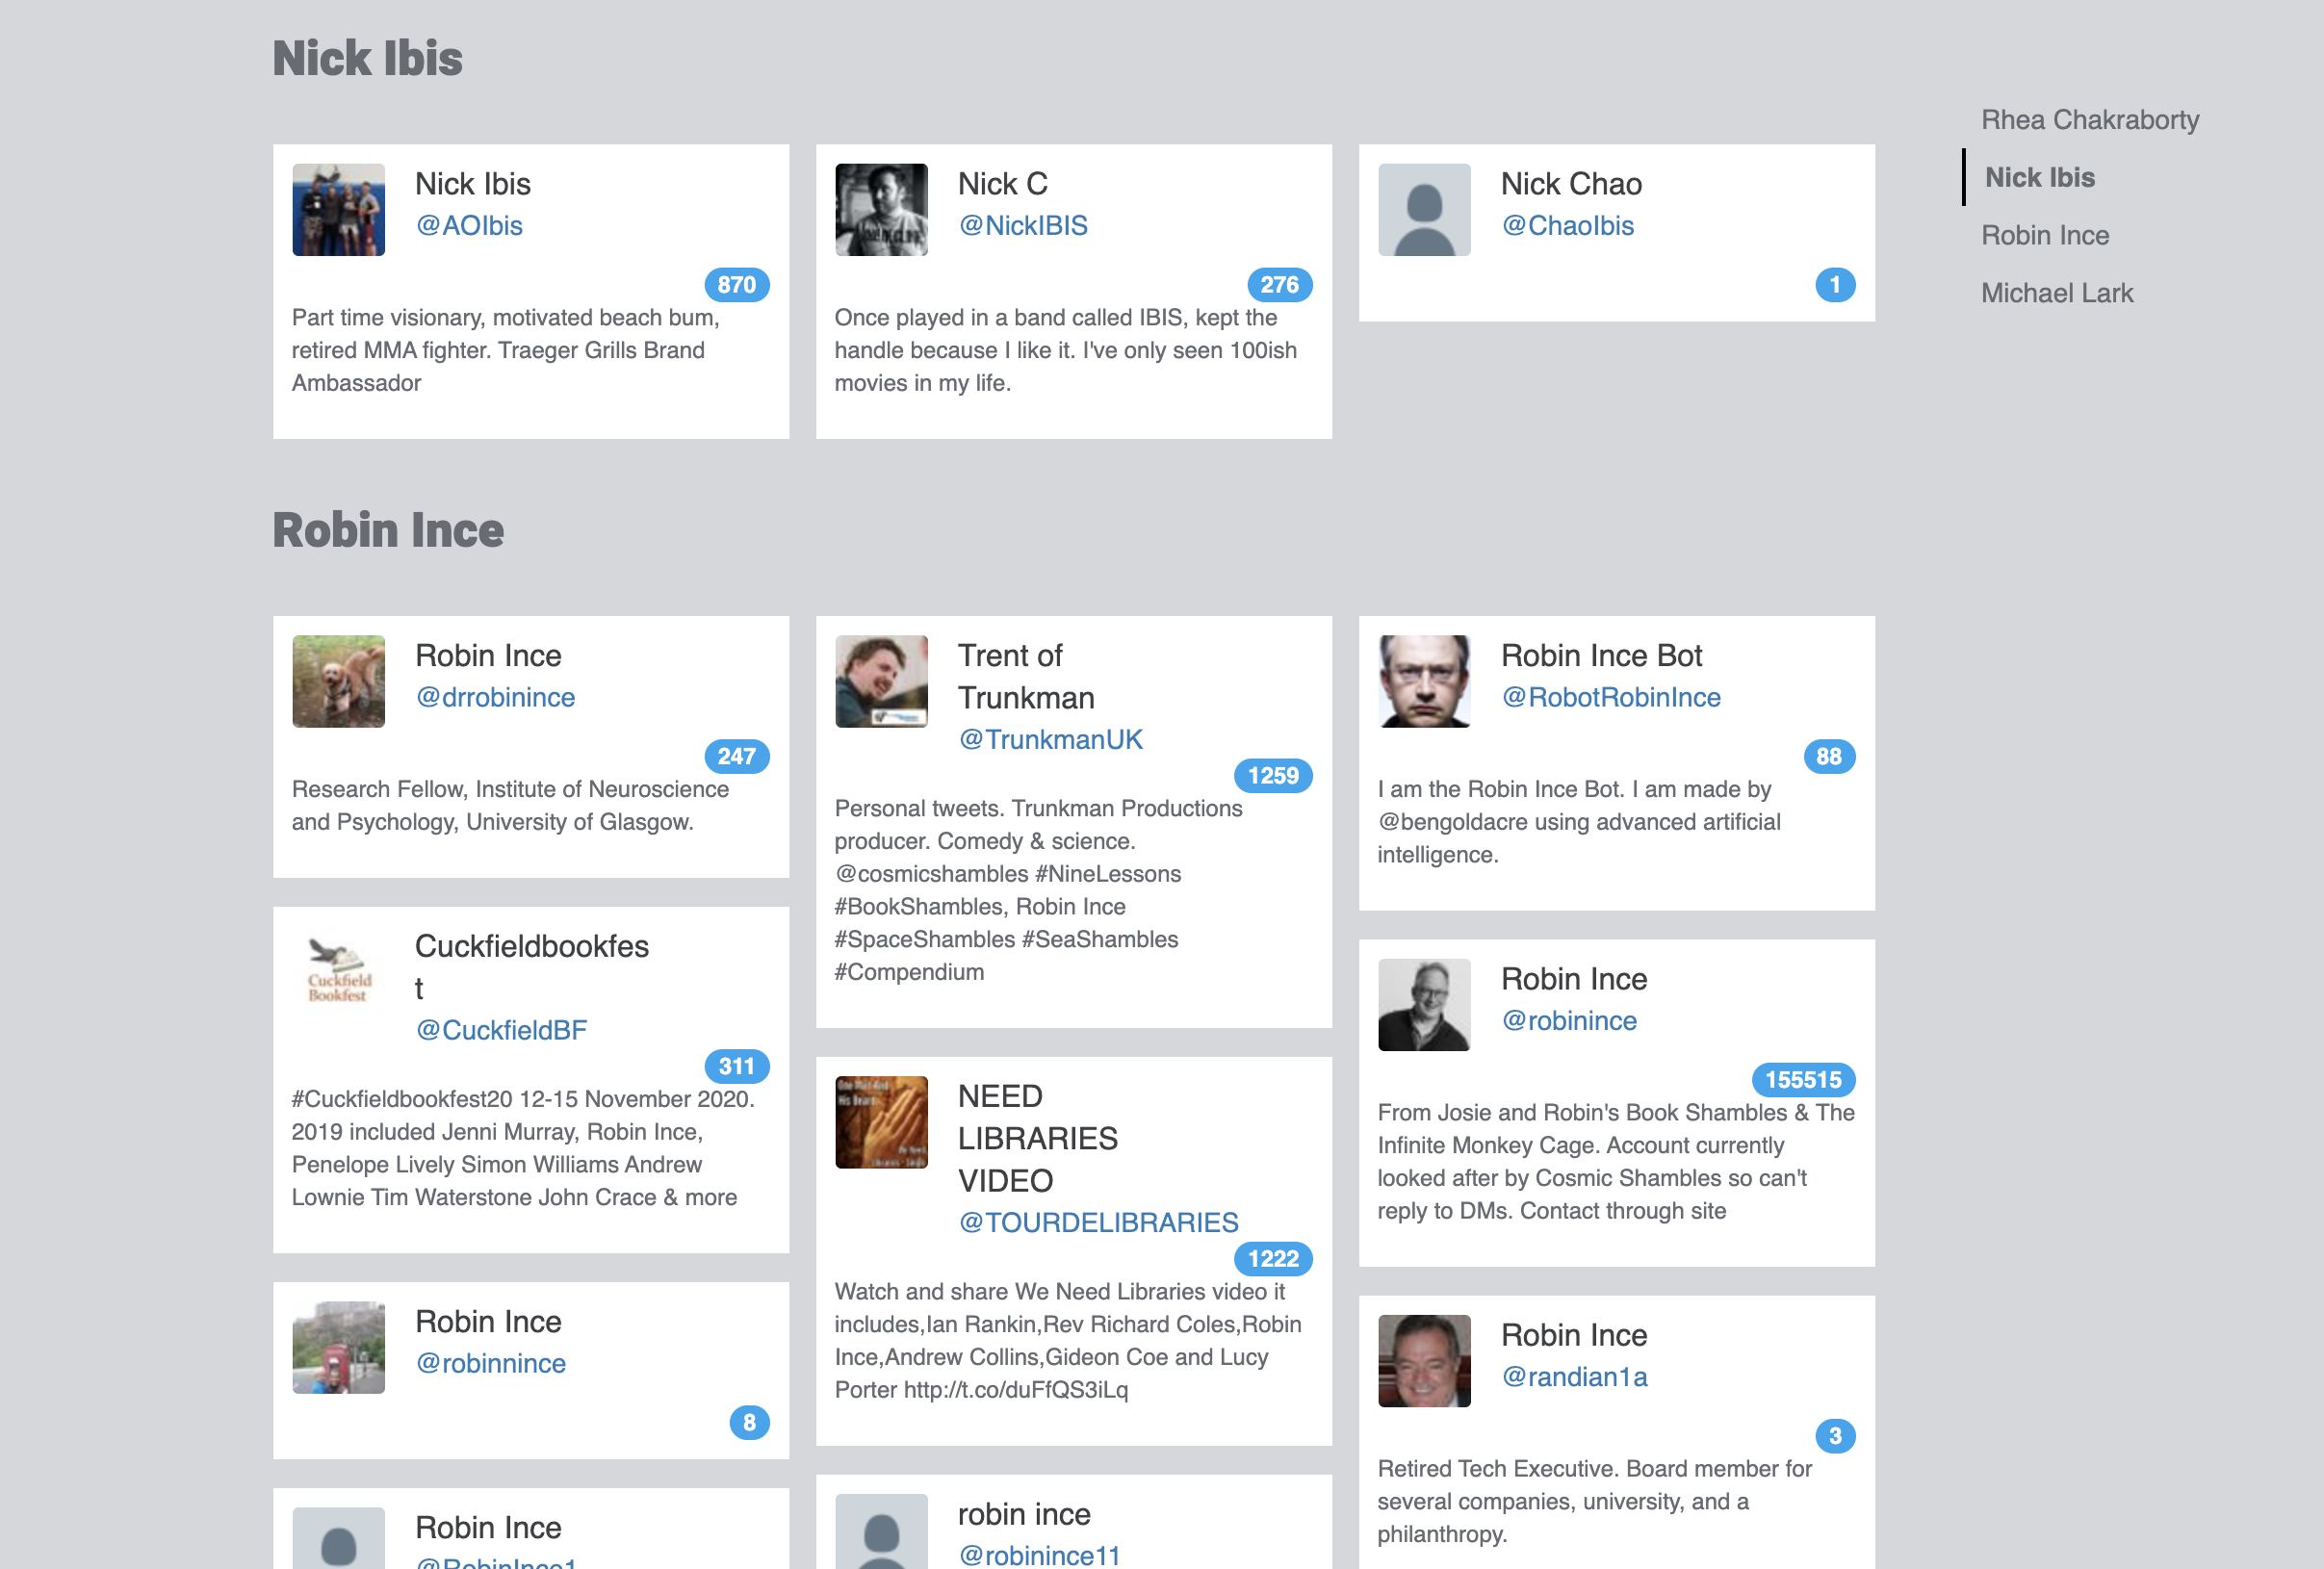 Nick Ibis
Nick Ibis
@AOIbis
870
Part time visionary, motivated beach bum,
retired MMA fighter. Traeger Grills Brand
Ambassador
Nick C
@NickIBIS
276
Once played in a band called IBIS, kept the
handle because I like it. I've only seen 100ish
movies in my life.
Nick Chao
@ChaoIbis
1
Rhea Chakraborty
Nick Ibis
Robin Ince
Michael Lark
Robin Ince
Robin Ince
@drrobinince
247
Research Fellow, Institute of Neuroscience
and Psychology, University of Glasgow.
Cuckfieldbookfes
t
@CuckfieldBF
311
#Cuckfieldbookfest20 12-15 November 2020.
2019 included Jenni Murray, Robin Ince,
Penelope Lively Simon Williams Andrew
Lownie Tim Waterstone John Crace & more
Cuckfield
Bookfest
Robin Ince
@robinnince
8
Robin Ince
@RobinInce1
Trent of
Trunkman
@TrunkmanUK
1259
Personal tweets. Trunkman Productions
producer. Comedy & science.
@cosmicshambles #NineLessons
#BookShambles, Robin Ince
#SpaceShambles #SeaShambles
#Compendium
NEED
LIBRARIES
VIDEO
@TOURDELIBRARIES
1222
Watch and share We Need Libraries video it
includes,Ian Rankin,Rev Richard Coles,Robin
Ince,Andrew Collins,Gideon Coe and Lucy
Porter http://t.co/duFfQS3iLq
robin ince
@robinince11
Robin Ince Bot
@RobotRobinInce
88
I am the Robin Ince Bot. I am made by
@bengoldacre using advanced artificial
intelligence.
Robin Ince
@robinince
155515
From Josie and Robin's Book Shambles & The
Infinite Monkey Cage. Account currently
looked after by Cosmic Shambles so can't
reply to DMs. Contact through site
Robin Ince
@randian1a
3
Retired Tech Executive. Board member for
several companies, university, and a
philanthropy.